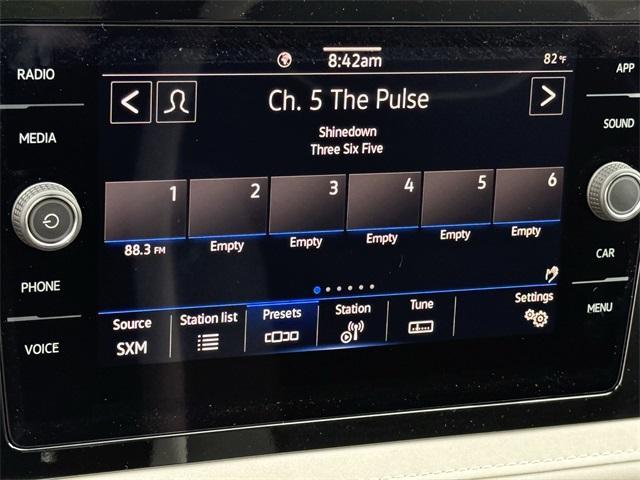 8:42am
82°F
RADIO
APP
Ch. 5 The Pulse
MEDIA
SOUND
Shinedown
Three Six Five
1 2 3 4 5 6
88.3 FM Empty Empty Empty Empty Empty
PHONE
CAR
MENU
VOICE
Source Station list Presets Station Tune Settings
SXM